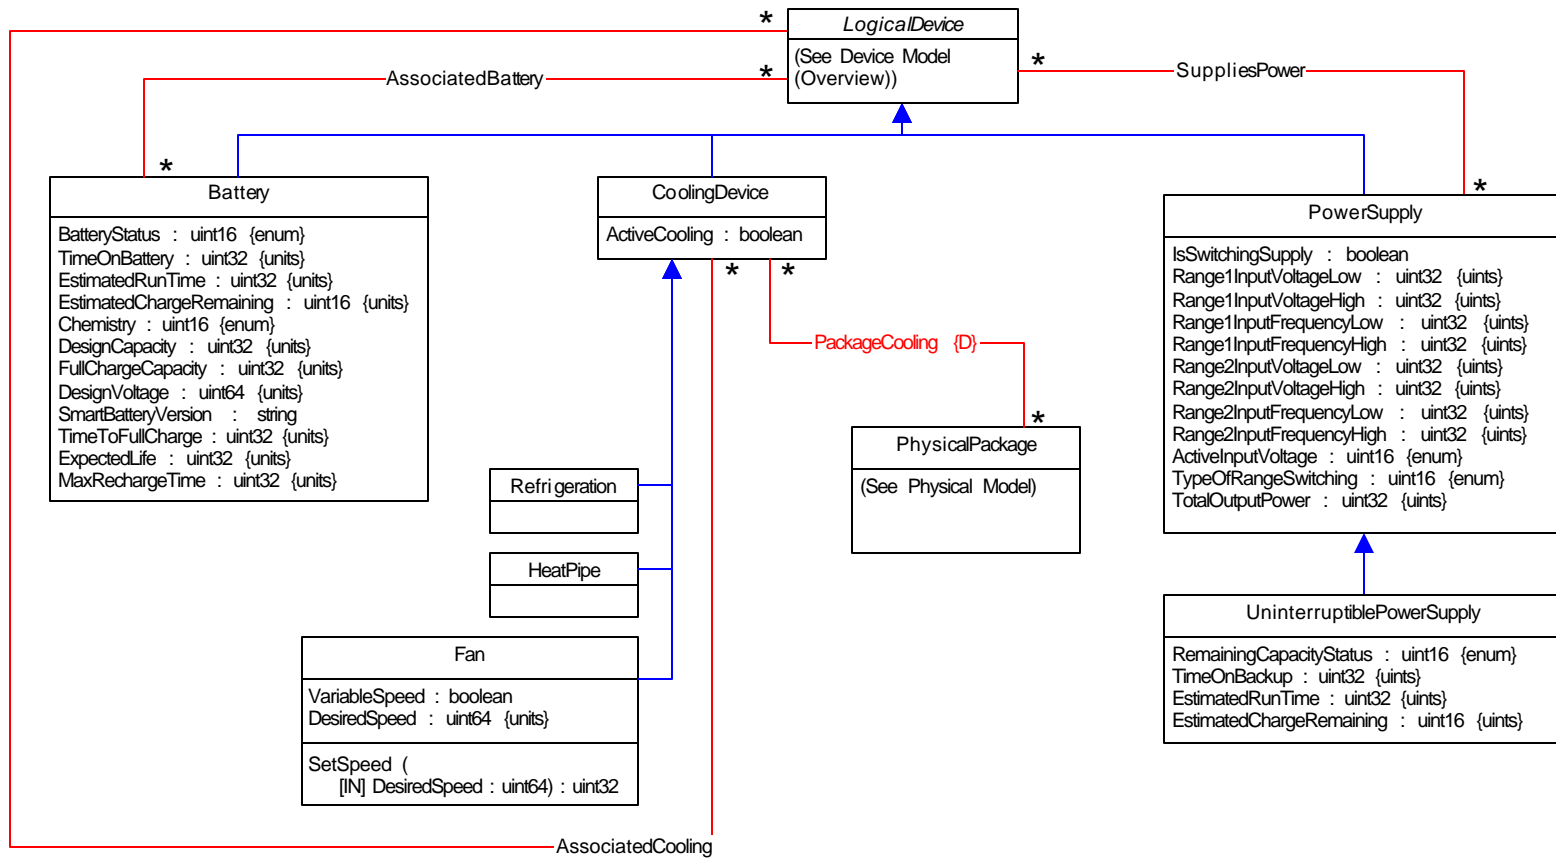 *
LogicalDevice
(See Device Model
(Overview))
*
AssociatedBattery
*
SuppliesPower
*
Battery
BatteryStatus : uint16 {enum}
TimeOnBattery : uint32 {units}
EstimatedRunTime : uint32 {units}
EstimatedChargeRemaining : uint16 {units}
Chemistry : uint16 {enum}
DesignCapacity : uint32 {units}
FullChargeCapacity : uint32 {units}
DesignVoltage : uint64 {units}
SmartBatteryVersion : string
TimeToFullCharge : uint32 {units}
ExpectedLife : uint32 {units}
MaxRechargeTime : uint32 {units}
CoolingDevice
ActiveCooling : boolean
* *
*
PowerSupply
IsSwitchingSupply : boolean
Range1InputVoltageLow : uint32 {uints}
Range1InputVoltageHigh : uint32 {uints}
Range1InputFrequencyLow : uint32 {uints}
Range1InputFrequencyHigh : uint32 {uints}
Range2InputVoltageLow : uint32 {uints}
Range2InputVoltageHigh : uint32 {uints}
Range2InputFrequencyLow : uint32 {uints}
Range2InputFrequencyHigh : uint32 {uints}
ActiveInputVoltage : uint16 {enum}
TypeOfRangeSwitching : uint16 {enum}
TotalOutputPower : uint32 {uints}
PackageCooling {D}
*
PhysicalPackage
(See Physical Model)
Refrigeration
HeatPipe
Fan
VariableSpeed : boolean
DesiredSpeed : uint64 {units}
SetSpeed (
[IN] DesiredSpeed : uint64) : uint32
UninterruptiblePowerSupply
RemainingCapacityStatus : uint16 {enum}
TimeOnBackup : uint32 {uints}
EstimatedRunTime : uint32 {uints}
EstimatedChargeRemaining : uint16 {uints}
AssociatedCooling